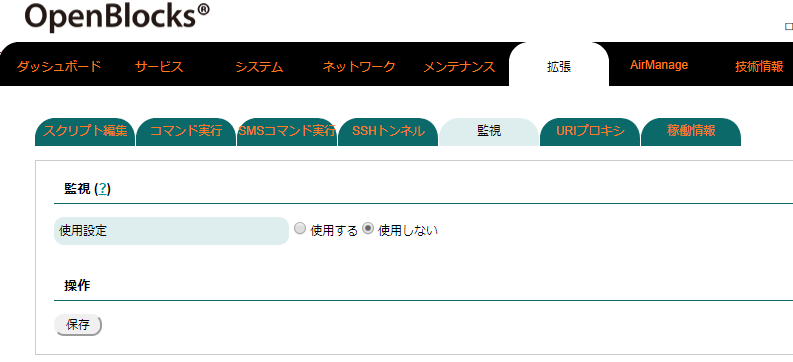 OpenBlocks®
ダッシュボード サービス システム ネットワーク メンテナンス 拡張 AirManage 技術情報
スクリプト編集 コマンド実行 SMSコマンド実行 SSHトンネル 監視 URIプロキシ 稼働情報
監視 (?)
使用設定 使用する 使用しない
操作
保存